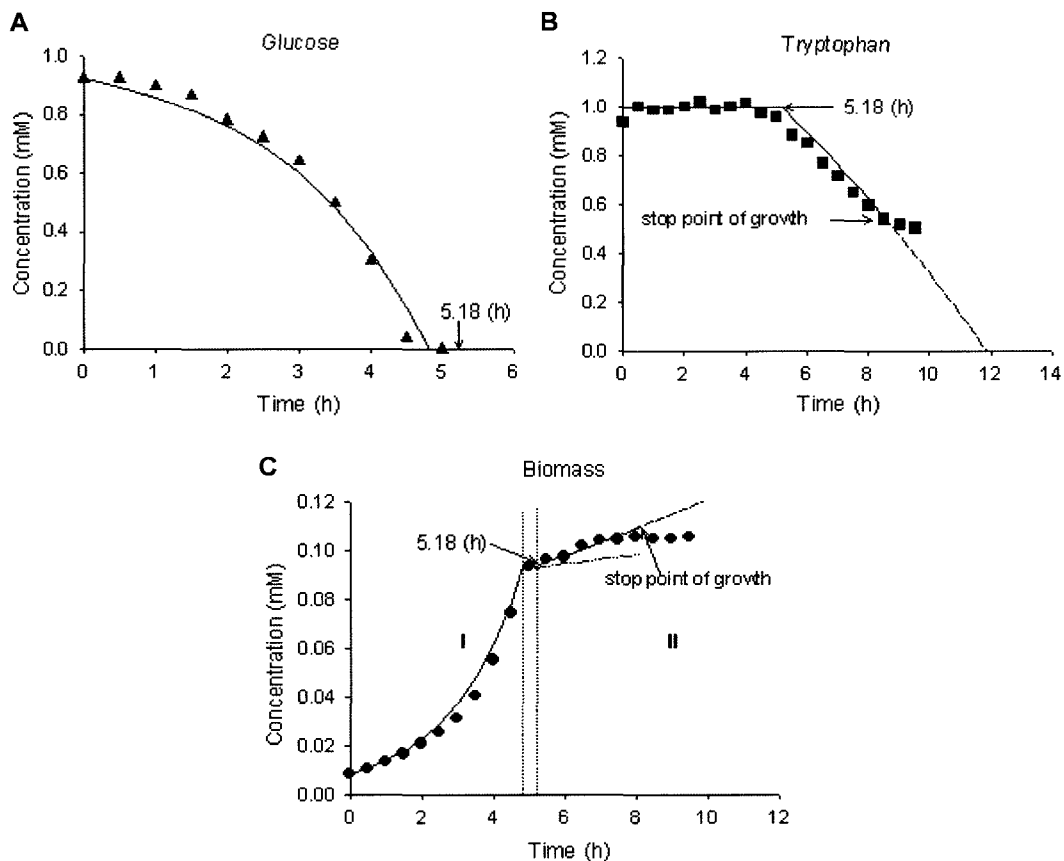 A
Glucose
Concentration (mM)
1.0
0.8
0.6
0.4
0.2
0.0
5.18 (h)
0 1 2 3 4 5 6
Time (h)
B
Tryptophan
Concentration (mM)
1.2
1.0
0.8
0.6
0.4
0.2
0.0
5.18 (h)
stop point of growth
0 2 4 6 8 10 12 14
Time (h)
C
Biomass
Concentration (mM)
0.12
0.10
0.08
0.06
0.04
0.02
0.00
5.18 (h)
stop point of growth
I
II
0 2 4 6 8 10 12
Time (h)